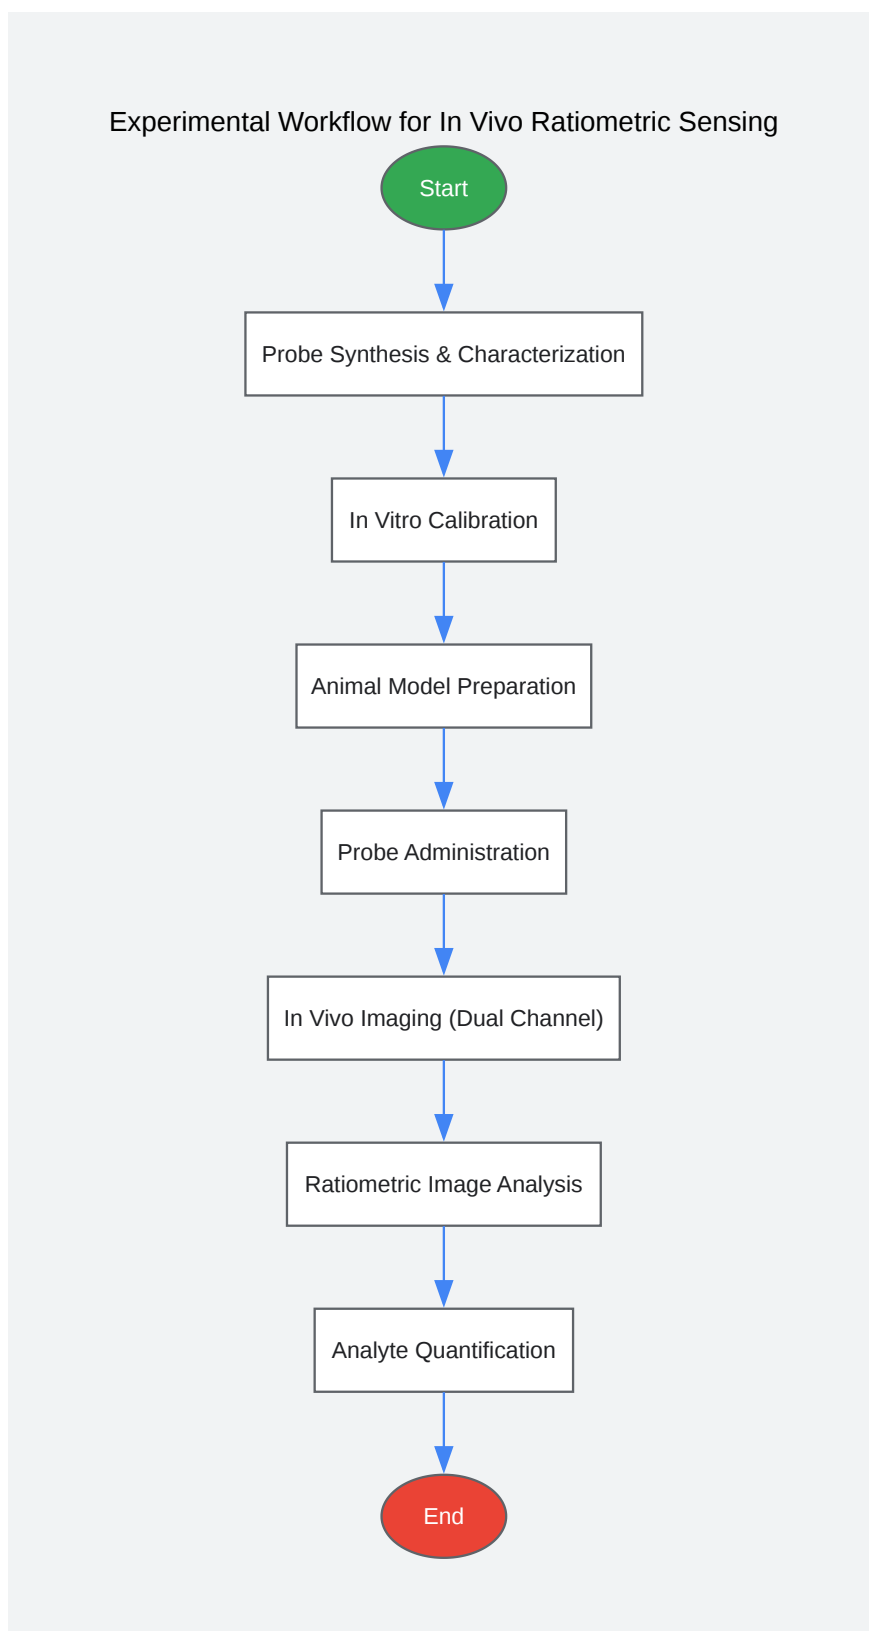 Experimental Workflow for In Vivo Ratiometric Sensing
Start
Probe Synthesis & Characterization
In Vitro Calibration
Animal Model Preparation
Probe Administration
In Vivo Imaging (Dual Channel)
Ratiometric Image Analysis
Analyte Quantification
End